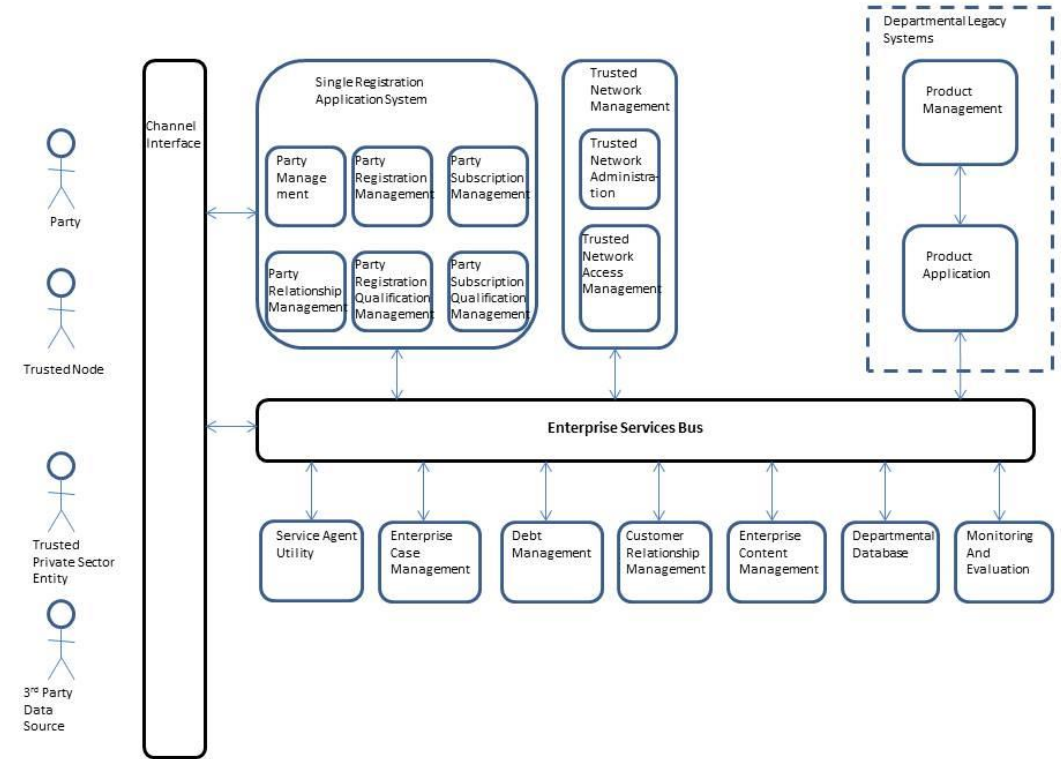 Departmental Legacy
Systems
Single Registration
Application System
Trusted
Network
Management
Product
Management
Channel
Interface
Party
Manage
ment
Party
Registration
Management
Party
Subscription
Management
Trusted
Network
Administra-
tion
Party
Trusted
Network
Access
Management
Product
Application
Party
Relationship
Management
Party
Registration
Qualification
Management
Party
Subscription
Qualification
Management
Trusted Node
Enterprise Services Bus
Trusted
Private Sector
Entity
Service Agent
Utility
Enterprise
Case
Management
Debt
Management
Customer
Relationship
Management
Enterprise
Content
Management
Departmental
Database
Monitoring
And
Evaluation
3rd Party
Data
Source